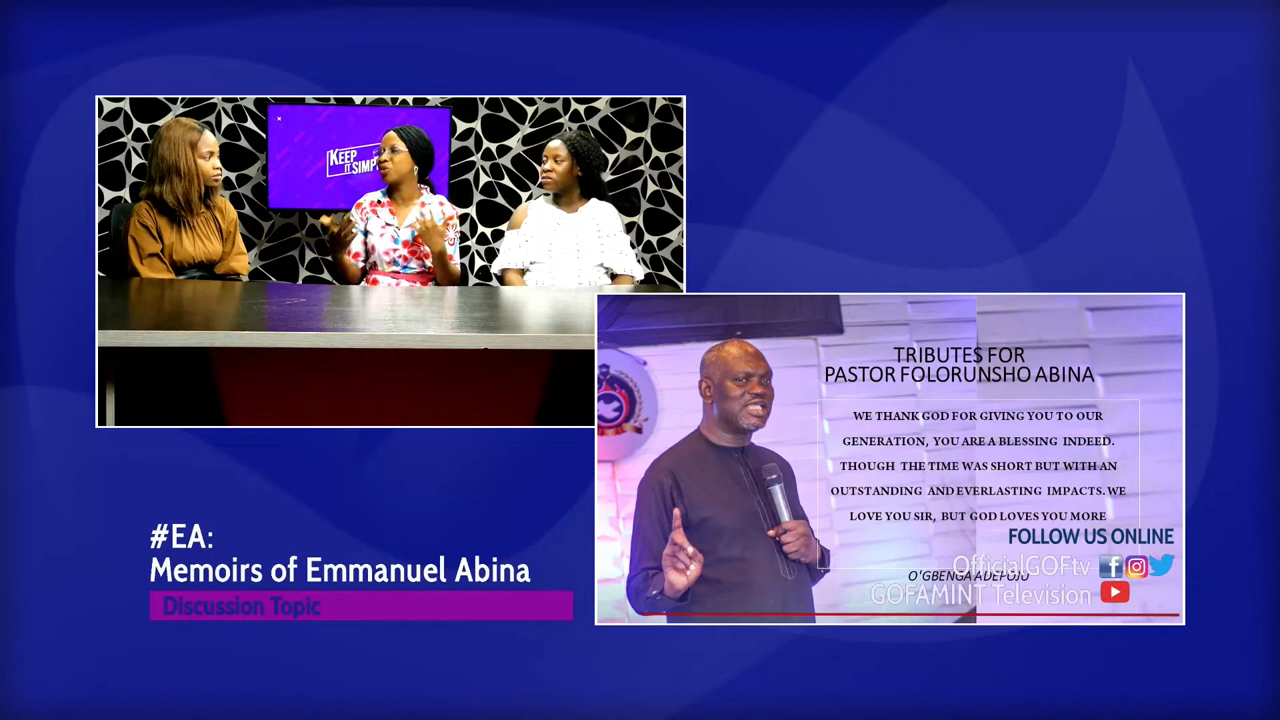 KEEP
IT SIMP
TRIBUTES FOR
PASTOR FOLORUNSHO ABINA
WE THANK GOD FOR GIVING YOU TO OUR
GENERATION, YOU ARE A BLESSING INDEED.
THOUGH THE TIME WAS SHORT BUT WITH AN
OUTSTANDING AND EVERLASTING IMPACTS. WE
LOVE YOU SIR, BUT GOD LOVES YOU MORE
O'GBENGA ADEPOJU
FOLLOW US ONLINE
OfficialGOFtv
GOFAMINT Television
#EA:
Memoirs of Emmanuel Abina
Discussion Topic